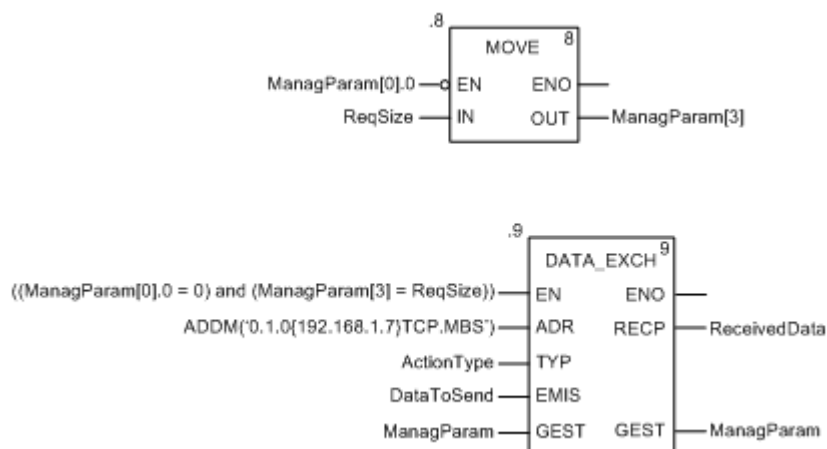 .8
MOVE 8
ManagParam[0].0 EN ENO
ReqSize IN OUT ManagParam[3]
.9
DATA_EXCH 9
((ManagParam[0].0 = 0) and (ManagParam[3] = ReqSize)) EN ENO
ADDM('0.1.0{192.168.1.7}TCP.MBS') ADR RECP ReceivedData
ActionType TYP
DataToSend EMIS
ManagParam GEST GEST ManagParam